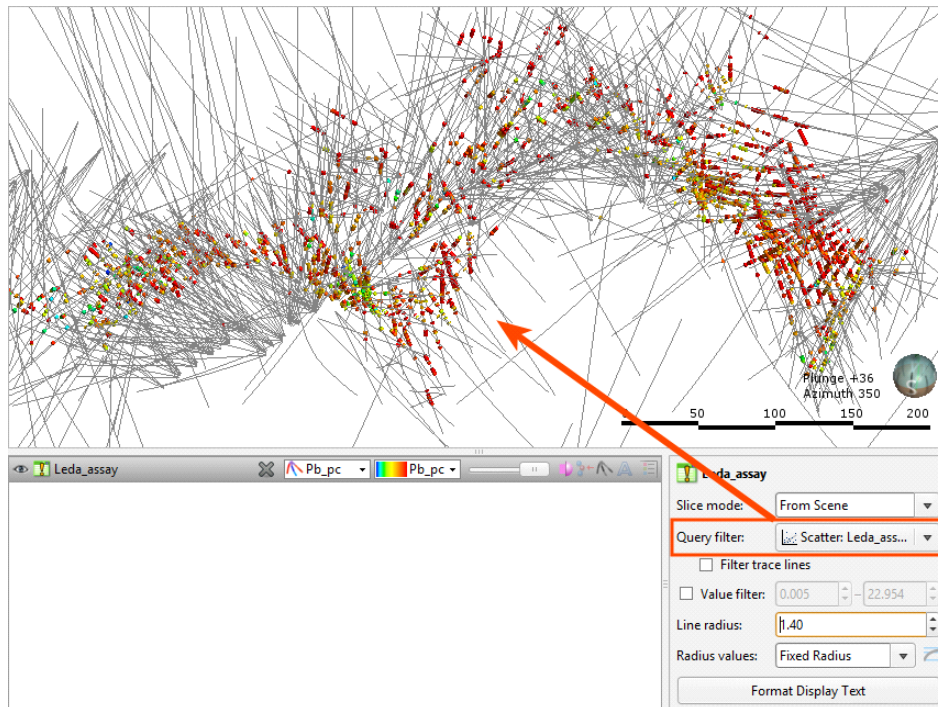 Plunge +36
Azimuth 350
0 50 100 150 200
Leda_assay Pb_pc Pb_pc
Leda_assay
Slice mode: From Scene
Query filter: Scatter: Leda_ass...
Filter trace lines
Value filter: 0.005 – 22.954
Line radius: 1.40
Radius values: Fixed Radius
Format Display Text